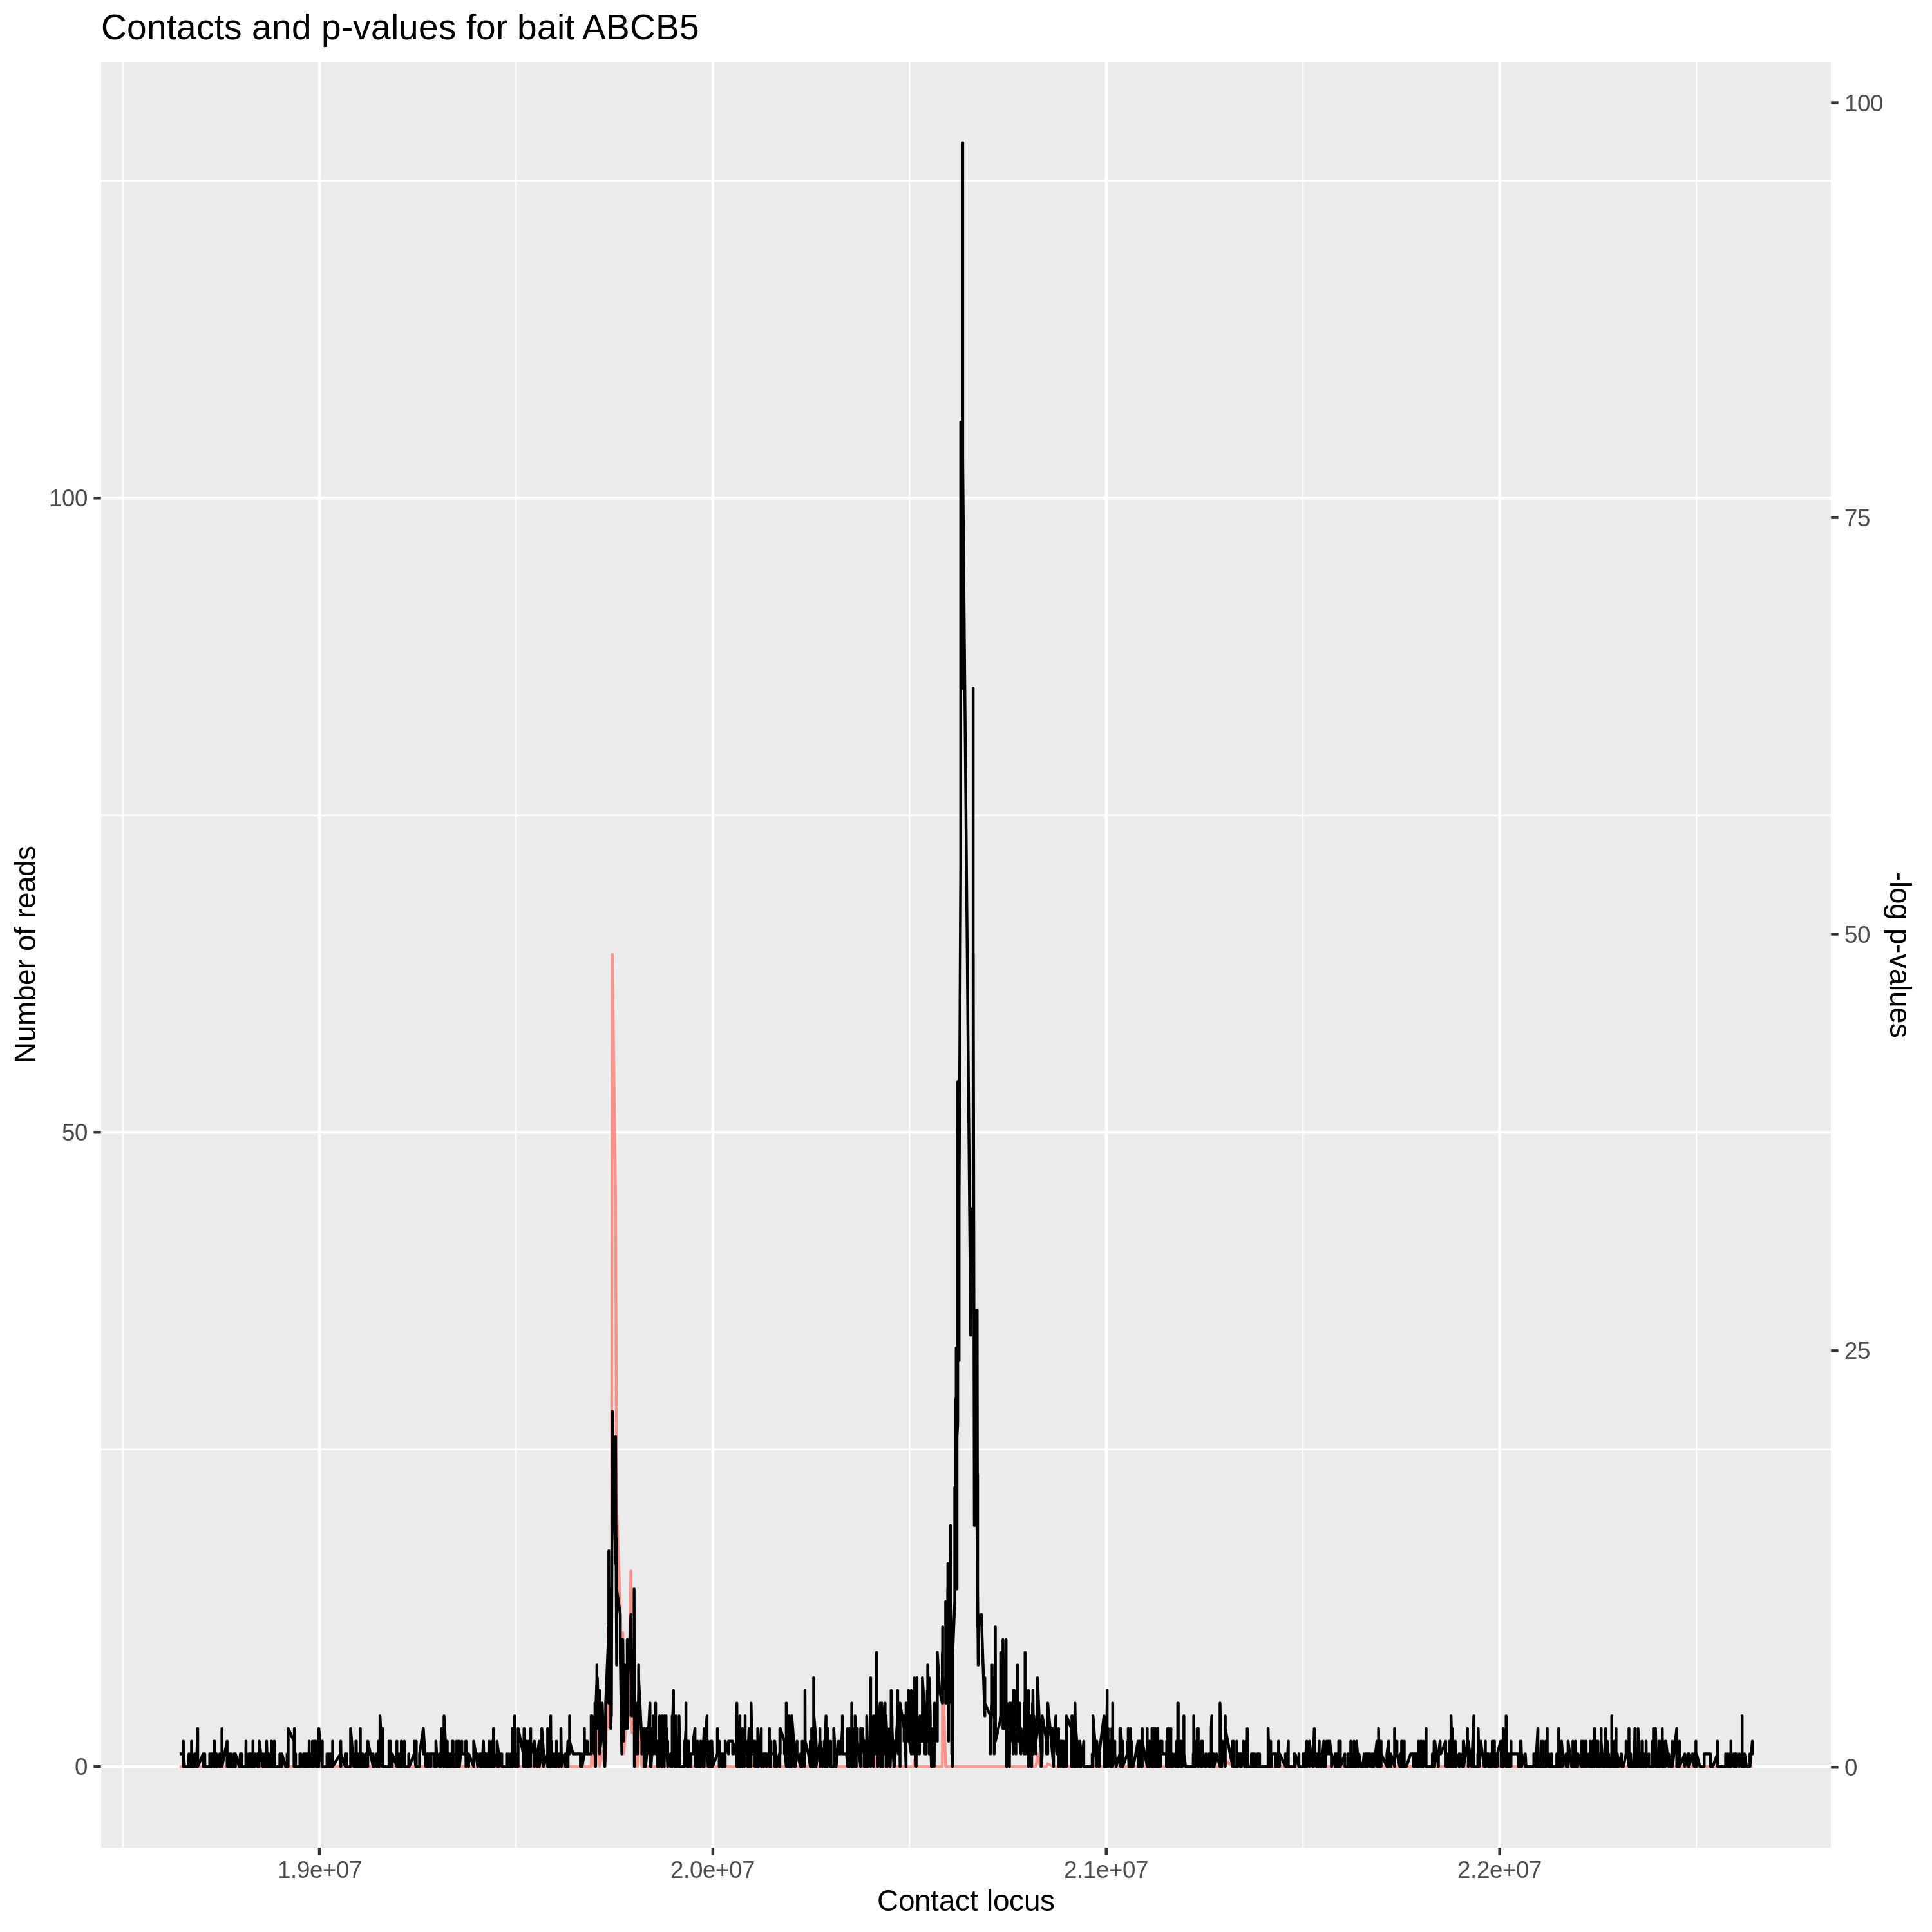 Contacts and p-values for bait ABCB5
Number of reads
100
50
0
100
75
50
25
0
-log p-values
1.9e+07 2.0e+07 2.1e+07 2.2e+07
Contact locus